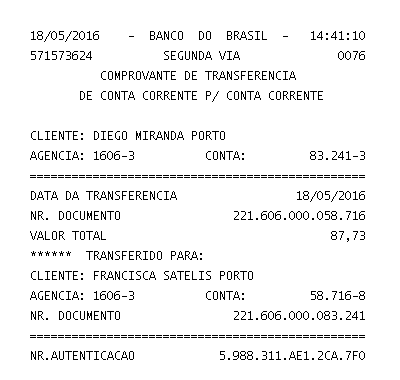 18/05/2016 - BANCO DO BRASIL - 14:41:10
571573624 SEGUNDA VIA 0076
COMPROVANTE DE TRANSFERENCIA
DE CONTA CORRENTE P/ CONTA CORRENTE
CLIENTE: DIEGO MIRANDA PORTO
AGENCIA: 1606-3 CONTA: 83.241-3
================================================
DATA DA TRANSFERENCIA 18/05/2016
NR. DOCUMENTO 221.606.000.058.716
VALOR TOTAL 87,73
****** TRANSFERIDO PARA:
CLIENTE: FRANCISCA SATELIS PORTO
AGENCIA: 1606-3 CONTA: 58.716-8
NR. DOCUMENTO 221.606.000.083.241
================================================
NR.AUTENTICACAO 5.988.311.AE1.2CA.7F0